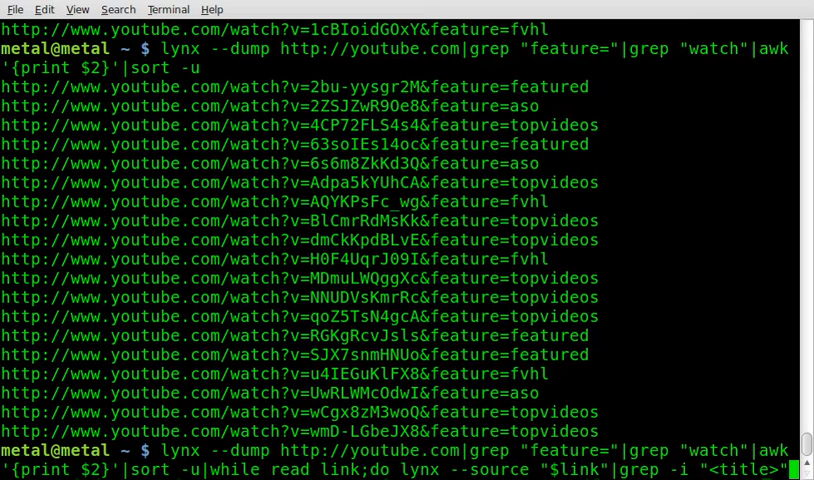 File Edit View Search Terminal Help
http://www.youtube.com/watch?v=1cBIoidGOxY&feature=fvhl
metal@metal ~ $ lynx --dump http://youtube.com|grep "feature="|grep "watch"|awk
'{print $2}'|sort -u
http://www.youtube.com/watch?v=2bu-yysgr2M&feature=featured
http://www.youtube.com/watch?v=2ZSJZwR9Oe8&feature=aso
http://www.youtube.com/watch?v=4CP72FLS4s4&feature=topvideos
http://www.youtube.com/watch?v=63soIEs14oc&feature=featured
http://www.youtube.com/watch?v=6s6m8ZkKd3Q&feature=aso
http://www.youtube.com/watch?v=Adpa5kYUhCA&feature=topvideos
http://www.youtube.com/watch?v=AQYKPsFc_wg&feature=fvhl
http://www.youtube.com/watch?v=BlCmrRdMsKk&feature=topvideos
http://www.youtube.com/watch?v=dmCkKpdBLvE&feature=topvideos
http://www.youtube.com/watch?v=H0F4UqrJ09I&feature=fvhl
http://www.youtube.com/watch?v=MDmuLWQggXc&feature=topvideos
http://www.youtube.com/watch?v=NNUDVsKmrRc&feature=topvideos
http://www.youtube.com/watch?v=qoZ5TsN4gcA&feature=topvideos
http://www.youtube.com/watch?v=RGKgRcvJsls&feature=featured
http://www.youtube.com/watch?v=SJX7snmHNUo&feature=featured
http://www.youtube.com/watch?v=u4IEGuKlFX8&feature=fvhl
http://www.youtube.com/watch?v=UwRLWMcOdwI&feature=aso
http://www.youtube.com/watch?v=wCgx8zM3woQ&feature=topvideos
http://www.youtube.com/watch?v=wmD-LGbeJX8&feature=topvideos
metal@metal ~ $ lynx --dump http://youtube.com|grep "feature="|grep "watch"|awk
'{print $2}'|sort -u|while read link;do lynx --source "$link"|grep -i "<title>"